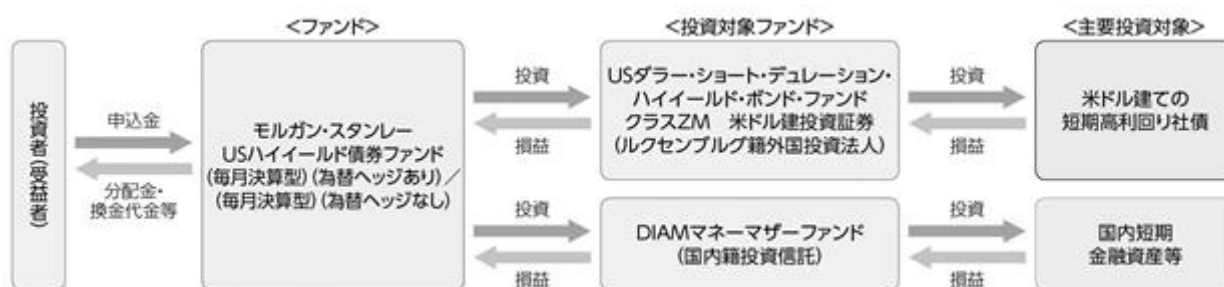 <ファンド>
<投資対象ファンド>
<主要投資対象>
投資者(受益者)
申込金
分配金・
換金代金等
モルガン・スタンレー
USハイイールド債券ファンド
(毎月決算型)(為替ヘッジあり)/
(毎月決算型)(為替ヘッジなし)
投資
損益
USダラー・ショート・デュレーション・
ハイイールド・ボンド・ファンド
クラスZM 米ドル建投資証券
(ルクセンブルグ籍外国投資法人)
投資
損益
米ドル建ての
短期高利回り社債
投資
損益
DIAMマネーマザーファンド
(国内籍投資信託)
投資
損益
国内短期
金融資産等